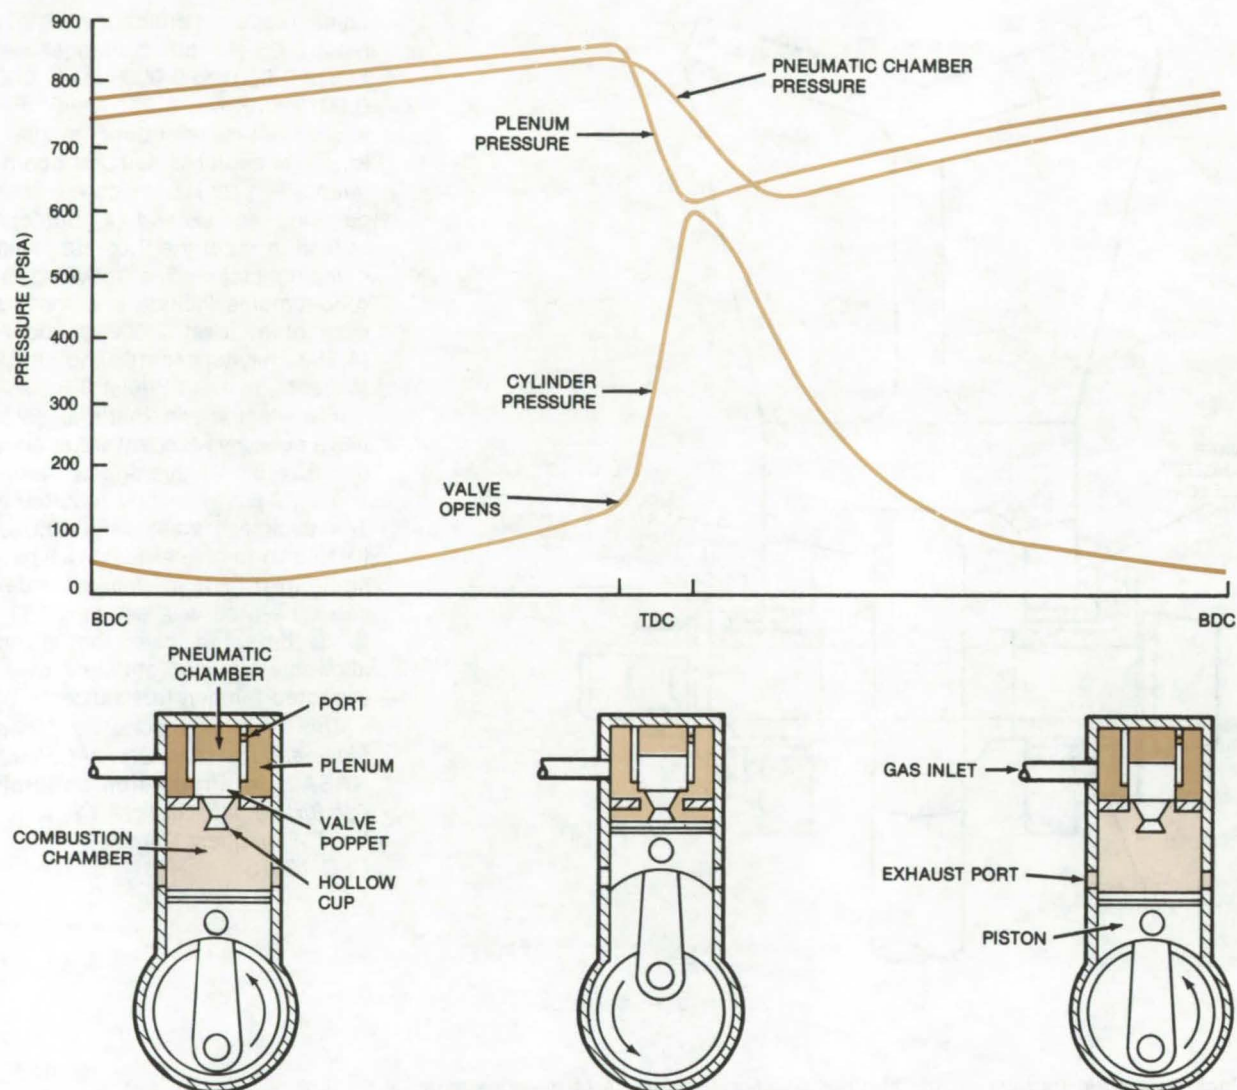 900
800
700
600
500
400
300
200
100
0
PRESSURE (PSIA)
PNEUMATIC CHAMBER
PRESSURE
PLENUM
PRESSURE
CYLINDER
PRESSURE
VALVE
OPENS
BDC
TDC
BDC
PNEUMATIC
CHAMBER
PORT
PLENUM
VALVE
POPPET
COMBUSTION
CHAMBER
HOLLOW
CUP
GAS INLET
EXHAUST PORT
PISTON